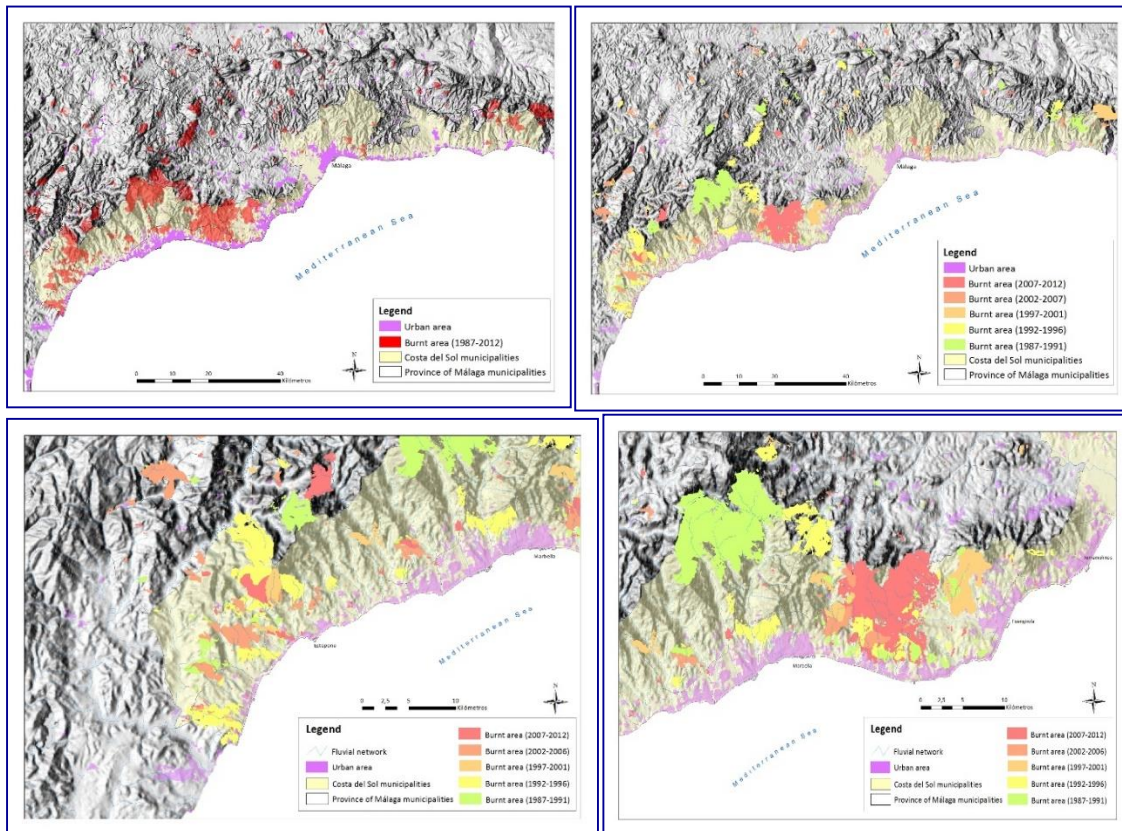 Málaga
Mediterranean Sea
Legend
Urban area
Burnt area (1987-2012)
Costa del Sol municipalities
Province of Málaga municipalities
N
0 5 10 20 30 40
Kilómetros
Málaga
Mediterranean Sea
Legend
Urban area
Burnt area (2007-2012)
Burnt area (2002-2007)
Burnt area (1997-2001)
Burnt area (1992-1996)
Burnt area (1987-1991)
Costa del Sol municipalities
Province of Málaga municipalities
N
0 5 10 20 30 40
Kilómetros
Marbella
Estepona
Mediterranean Sea
0 2,5 5 10
Kilómetros
N
Legend
Fluvial network
Urban area
Costa del Sol municipalities
Province of Málaga municipalities
Burnt area (2007-2012)
Burnt area (2002-2006)
Burnt area (1997-2001)
Burnt area (1992-1996)
Burnt area (1987-1991)
Fuengirola
Marbella
Mediterranean Sea
0 2,5 5 10
Kilómetros
N
Legend
Fluvial network
Urban area
Costa del Sol municipalities
Province of Málaga municipalities
Burnt area (2007-2012)
Burnt area (2002-2006)
Burnt area (1997-2001)
Burnt area (1992-1996)
Burnt area (1987-1991)